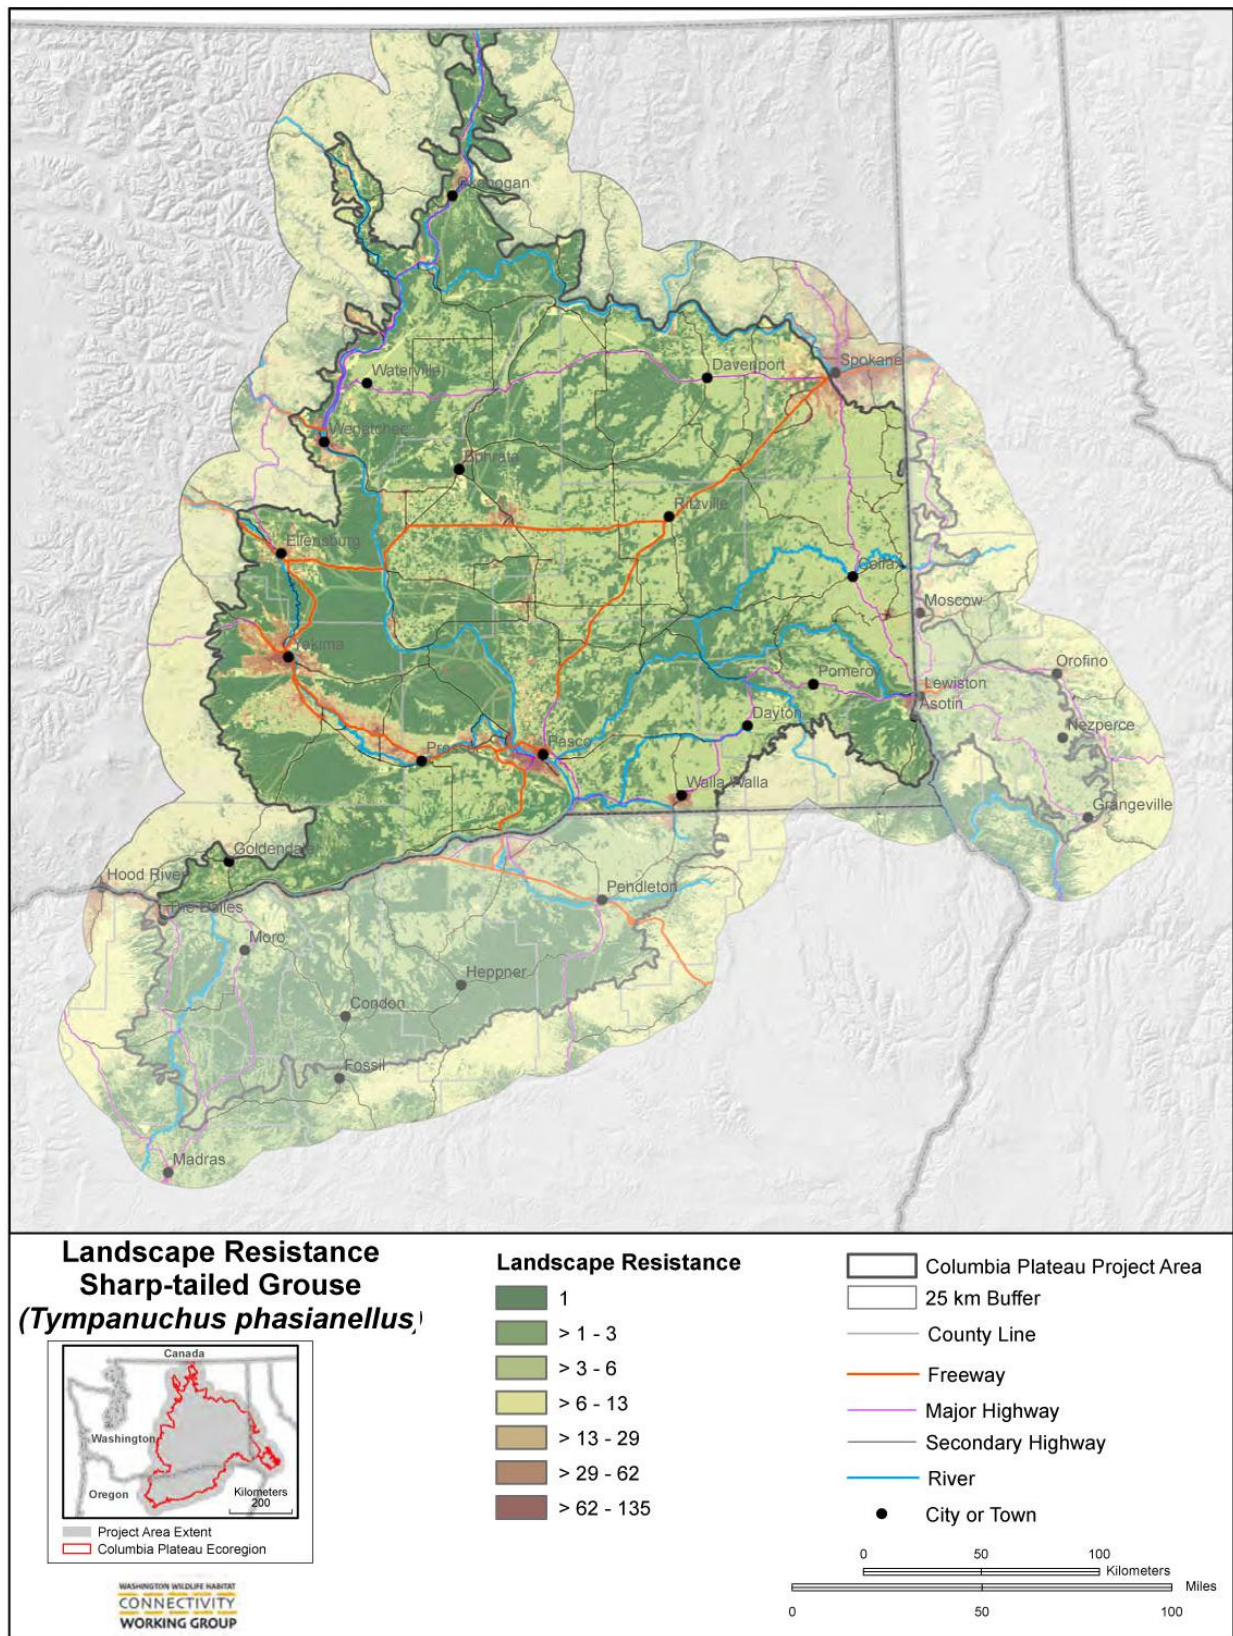 Okanogan
Waterville
Davenport
Spokane
Wenatchee
Ephrata
Ritzville
Ellensburg
Colfax
Moscow
Yakima
Orofino
Pomeroy
Lewiston
Asotin
Dayton
Nezperce
Prosser
Pasco
Walla Walla
Grangeville
Goldendale
Hood River
Pendleton
The Dalles
Moro
Heppner
Condon
Fossil
Madras
Landscape Resistance
Sharp-tailed Grouse
(Tympanuchus phasianellus)
Canada
Washington
Oregon
Kilometers
200
Project Area Extent
Columbia Plateau Ecoregion
WASHINGTON WILDLIFE HABITAT
CONNECTIVITY
WORKING GROUP
Landscape Resistance
1
> 1 - 3
> 3 - 6
> 6 - 13
> 13 - 29
> 29 - 62
> 62 - 135
Columbia Plateau Project Area
25 km Buffer
County Line
Freeway
Major Highway
Secondary Highway
River
City or Town
0 50 100
Kilometers
Miles
0 50 100